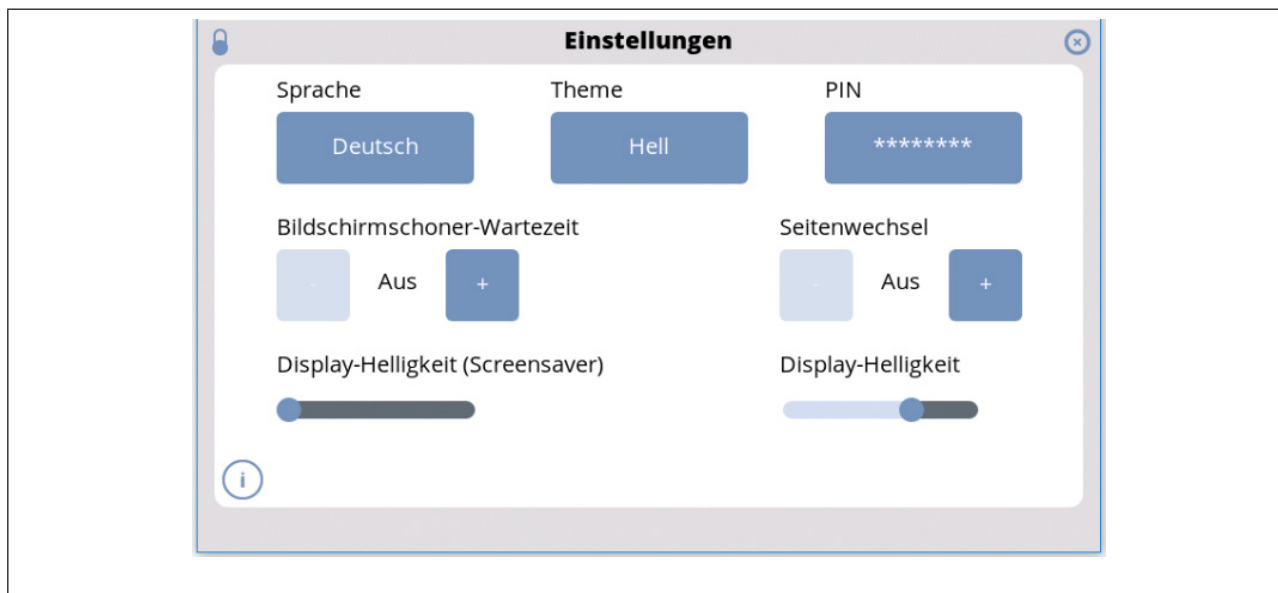 Einstellungen
Sprache Theme PIN
Deutsch Hell ********
Bildschirmschoner-Wartezeit Seitenwechsel
- Aus + - Aus +
Display-Helligkeit (Screensaver) Display-Helligkeit
i